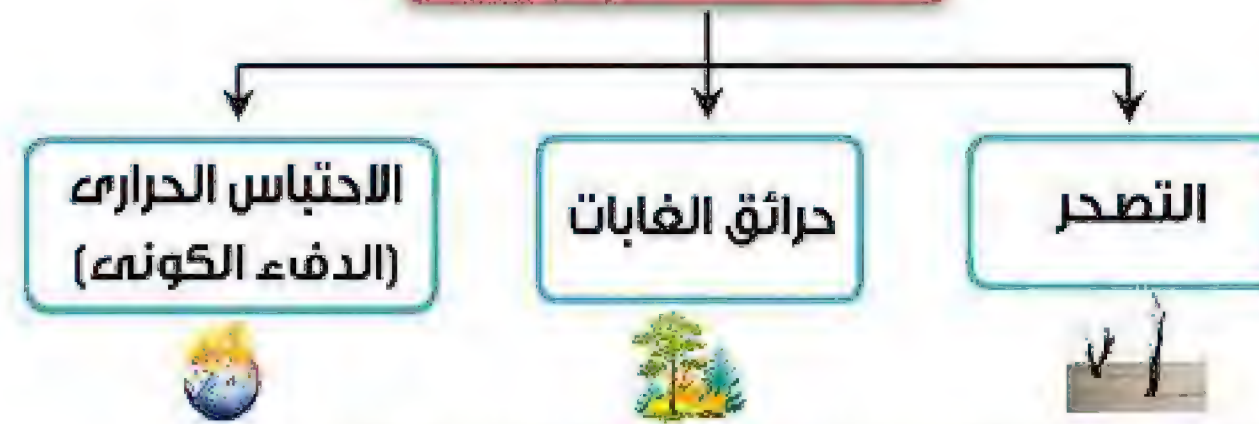 التصحر
حرائق الغابات
الاحتباس الحرارى
(الدفء الكونى)